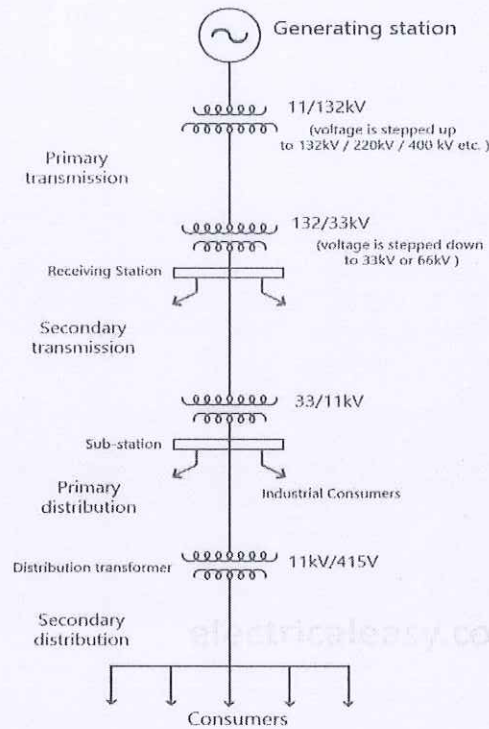 Generating station
11/132kV
(voltage is stepped up
to 132kV / 220kV / 400 kV etc. )
Primary
transmission
132/33kV
(voltage is stepped down
to 33kV or 66kV )
Receiving Station
Secondary
transmission
33/11kV
Sub-station
Primary
distribution
Industrial Consumers
Distribution transformer
11kV/415V
Secondary
distribution
electricaleasy.co
Consumers